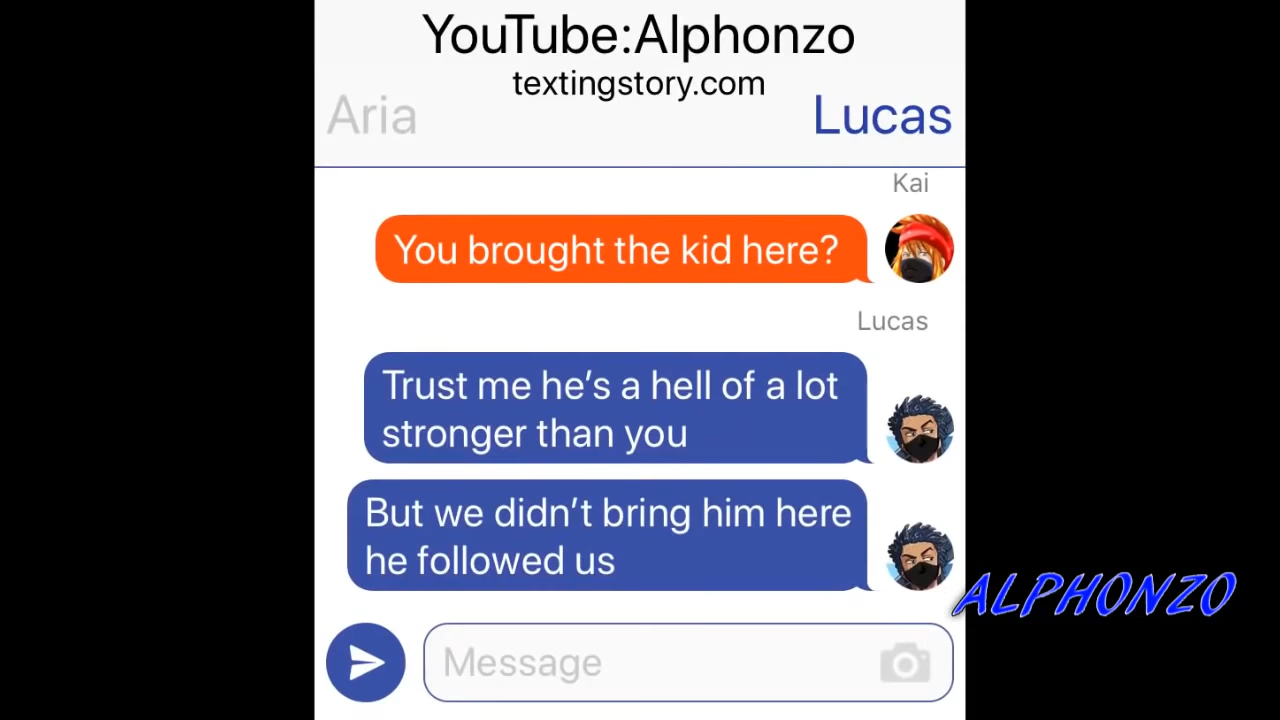 YouTube:Alphonzo
textingstory.com
Aria
Lucas
Kai
You brought the kid here?
Lucas
Trust me he’s a hell of a lot
stronger than you
But we didn’t bring him here
he followed us
ALPHONZO
Message